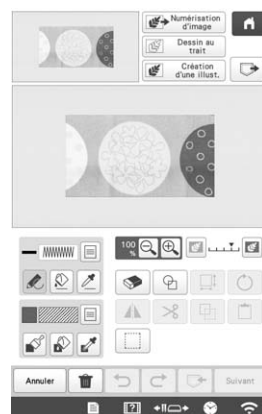 Numérisation
d'image
Dessin au
trait
Création
d'une illust.
100
%
Annuler
Suivant